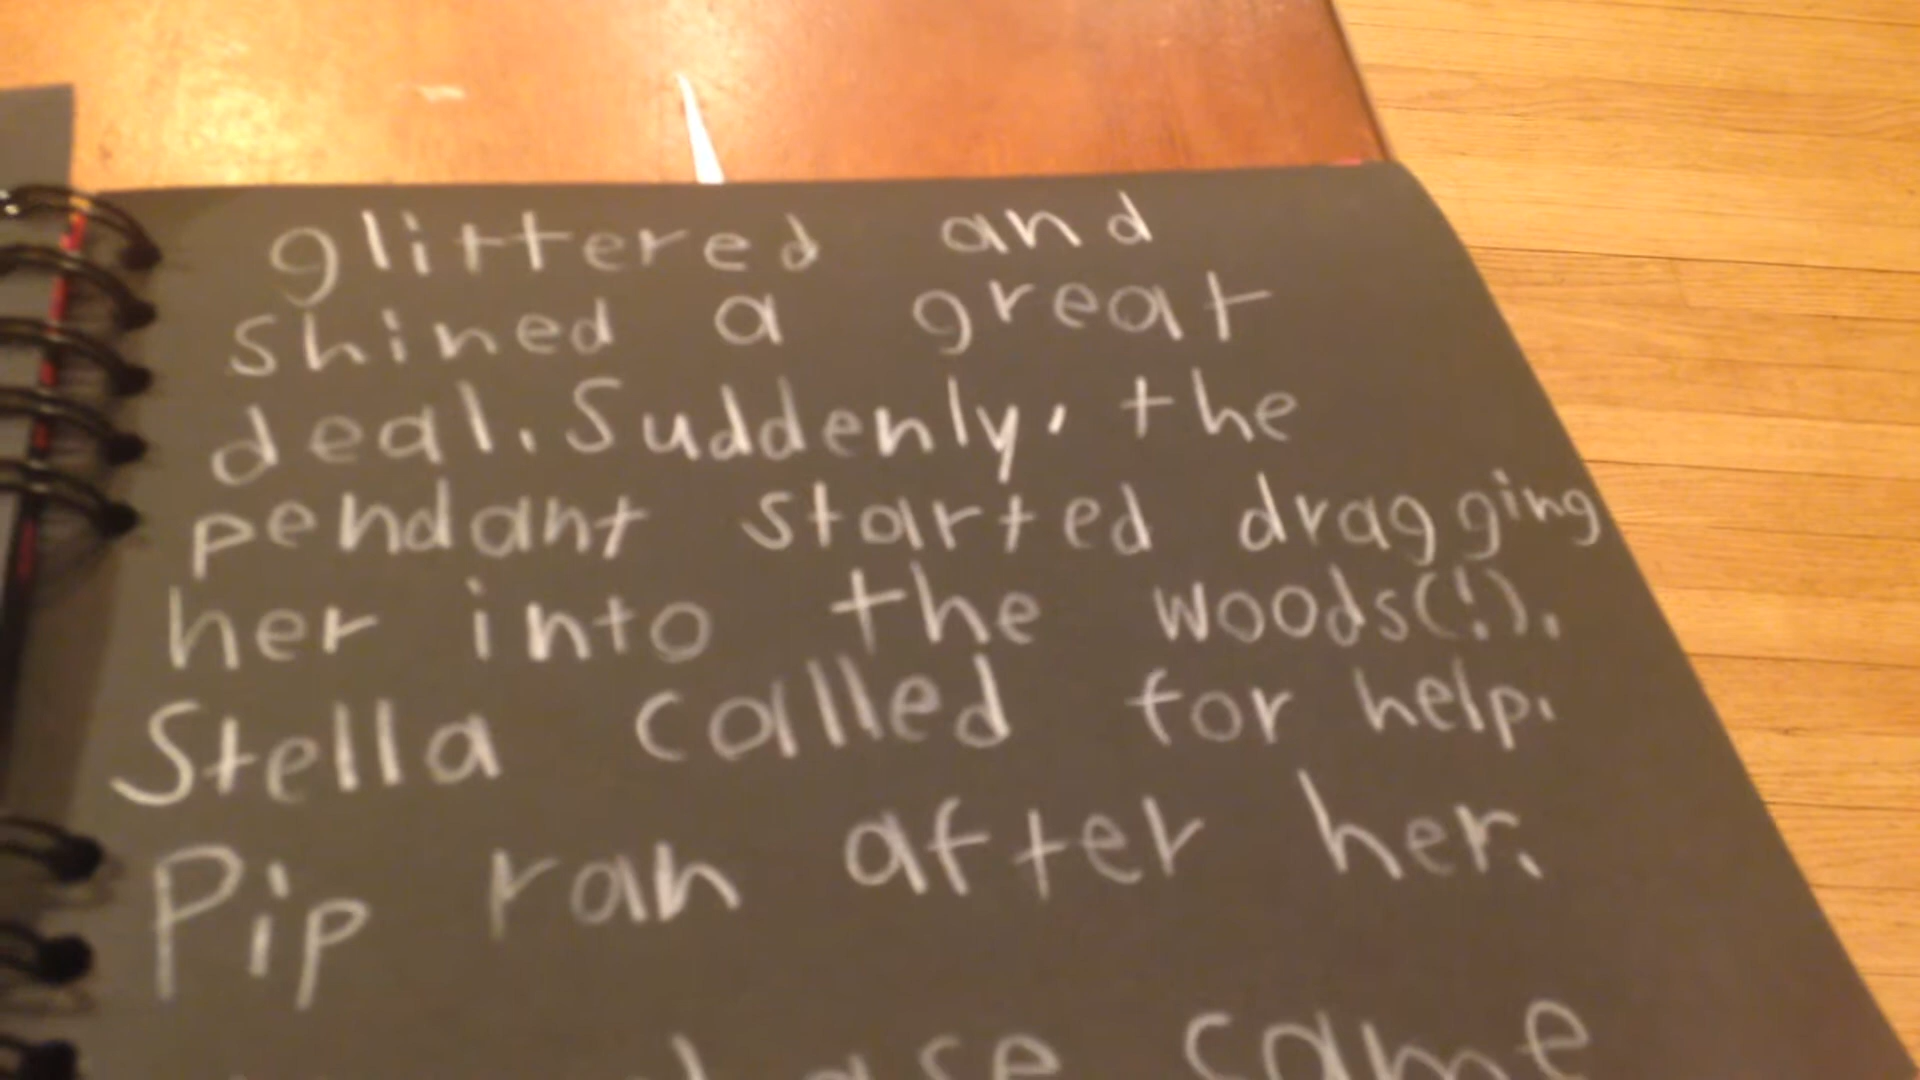 glittered and
shined a great
deal. Suddenly, the
pendant started dragging
her into the woods(!).
Stella called for help.
Pip ran after her.
came